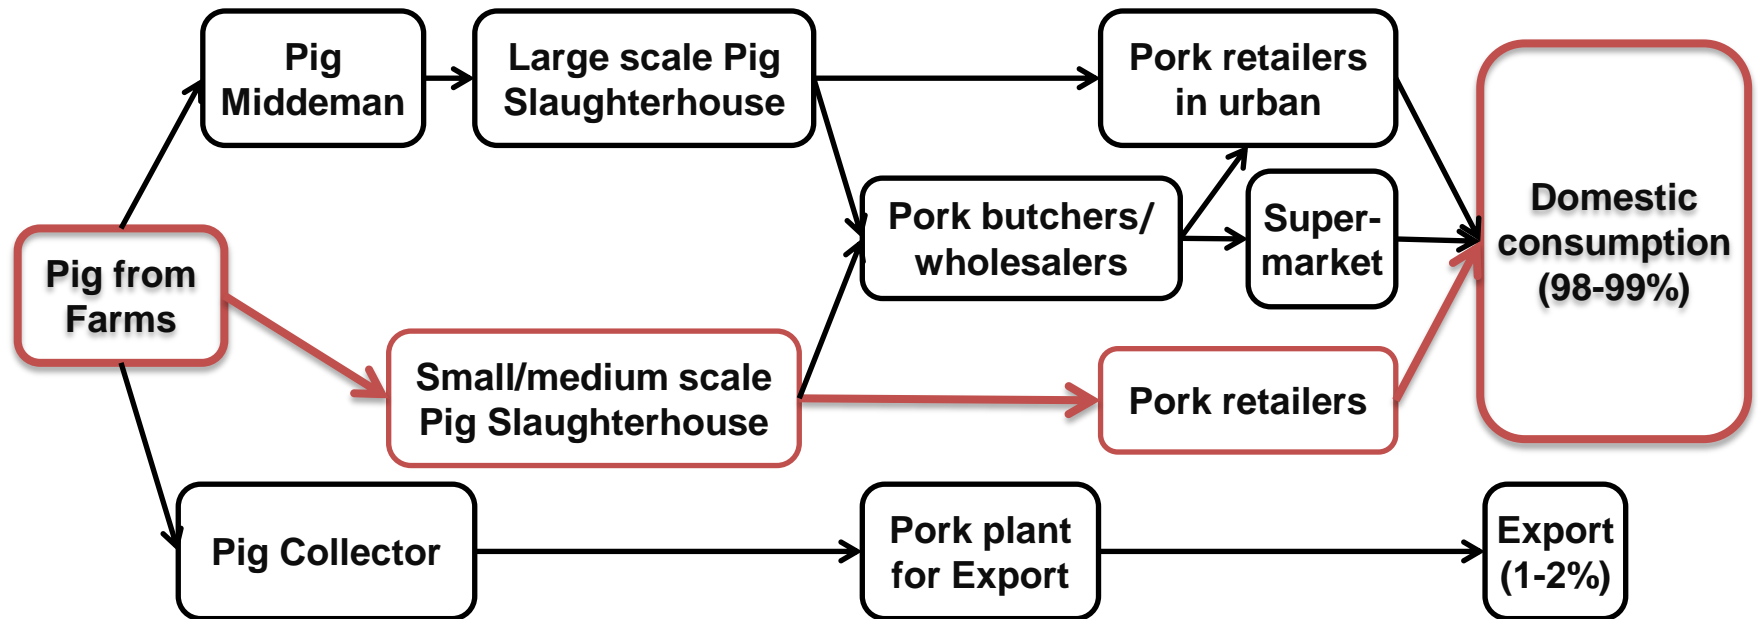 Pig
Middeman
Large scale Pig
Slaughterhouse
Pork retailers
in urban
Pork butchers/
wholesalers
Super-
market
Domestic
consumption
(98-99%)
Pig from
Farms
Small/medium scale
Pig Slaughterhouse
Pork retailers
Pig Collector
Pork plant
for Export
Export
(1-2%)